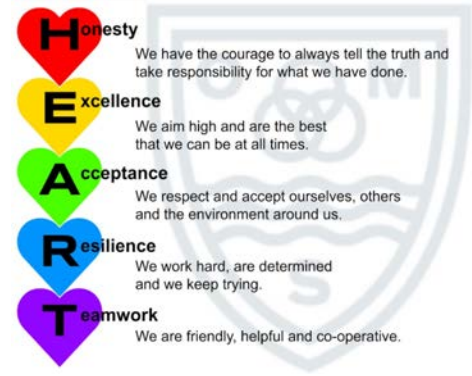 Honesty
We have the courage to always tell the truth and
take responsibility for what we have done.
Excellence
We aim high and are the best
that we can be at all times.
Acceptance
We respect and accept ourselves, others
and the environment around us.
Resilience
We work hard, are determined
and we keep trying.
Teamwork
We are friendly, helpful and co-operative.
C M
S